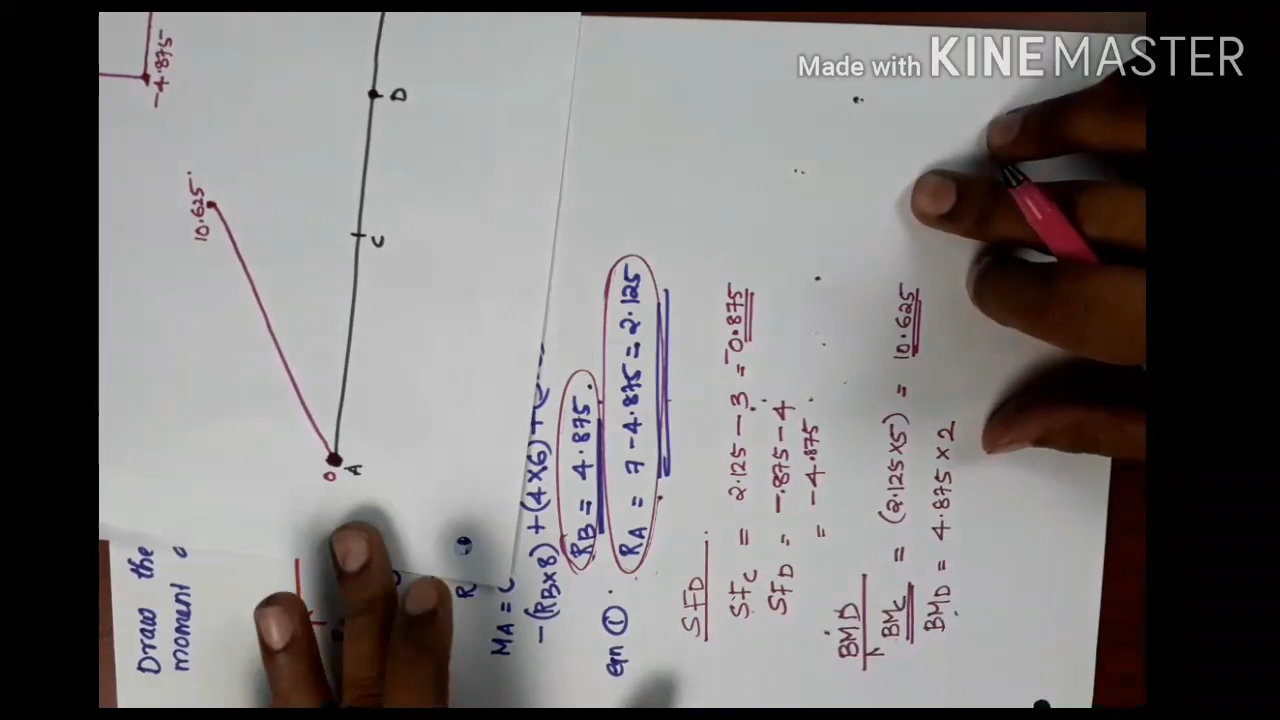 Made with KINEMASTER
-4.875
10.625
D
C
0
A
Draw the
moment
R
MA =
-(RB×8) + (4×6) +
RB = 4.875.
eqn ① .
RA = 7 - 4.875 = 2.125
SFD
SFC = 2.125 - 3 = -0.875
SFD = -.875 - 4
= -4.875
BMD
BMC = (2.125×5) = 10.625
BMD = 4.875 × 2